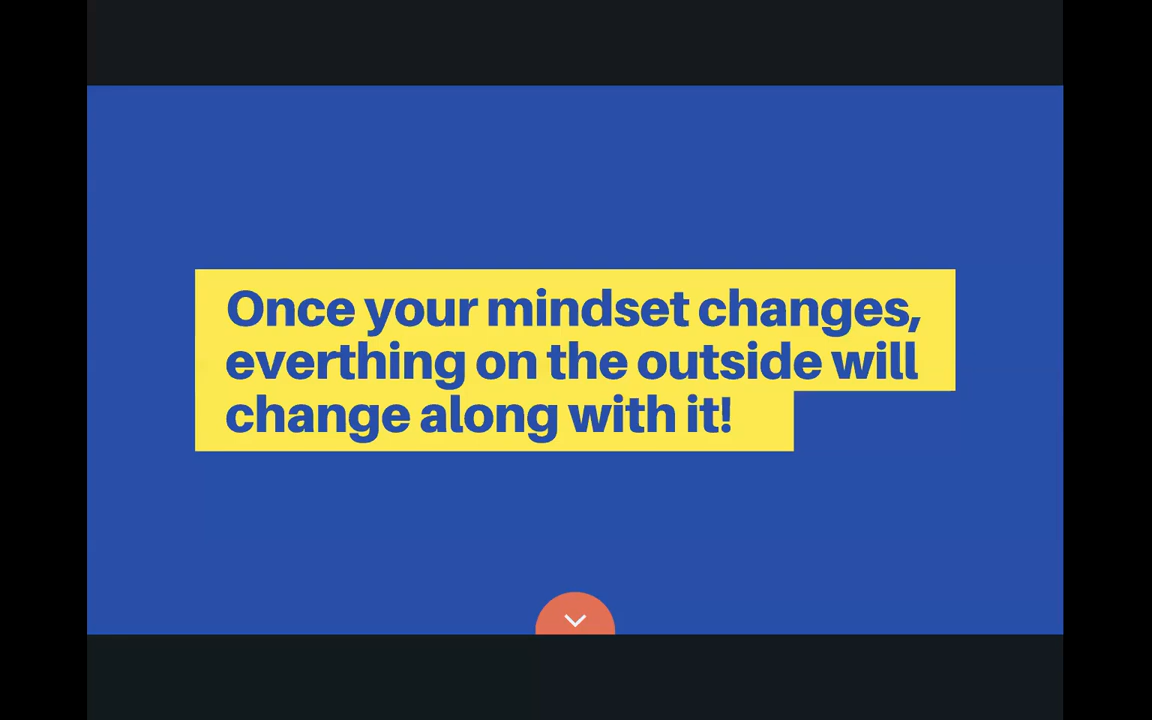 Once your mindset changes,
everthing on the outside will
change along with it!